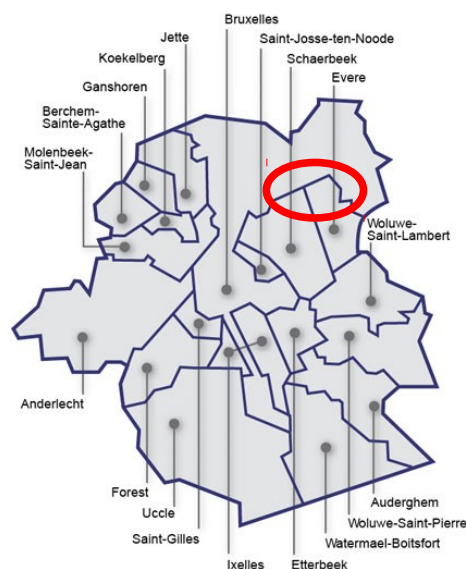 Bruxelles
Jette
Saint-Josse-ten-Noode
Koekelberg
Schaerbeek
Ganshoren
Evere
Berchem-
Sainte-Agathe
Molenbeek-
Saint-Jean
Woluwe-
Saint-Lambert
Anderlecht
Forest
Auderghem
Uccle
Woluwe-Saint-Pierre
Saint-Gilles
Watermael-Boitsfort
Ixelles
Etterbeek